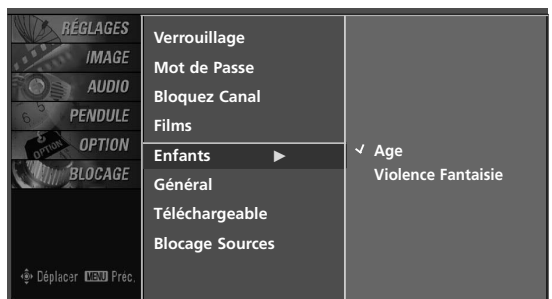 RÉGLAGES
iMAGE
AUDIO
PENDULE
OPTION
BLOCAGE
Déplacer MENU Préc.
Verrouillage
Mot de Passe
Bloquez Canal
Films
Enfants ►
Général
Téléchargeable
Blocage Sources
✓ Age
Violence Fantaisie